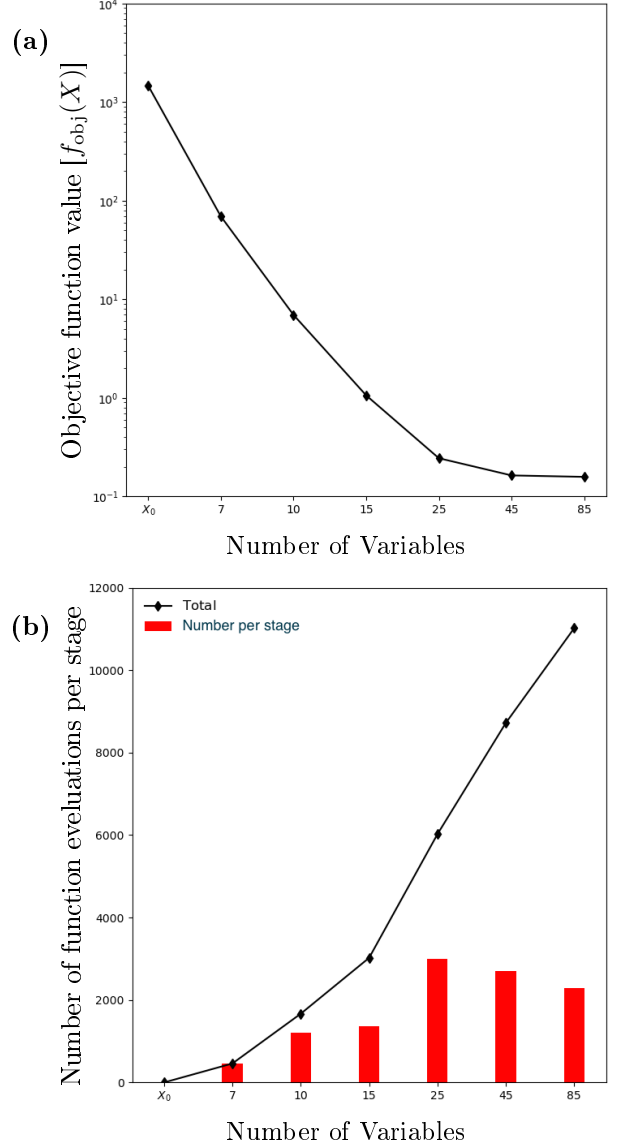 (a)
Objective function value [f_obj(X)]
10^4
10^3
10^2
10^1
10^0
10^-1
X_0 7 10 15 25 45 85
Number of Variables
(b)
Number of function eveluations per stage
Total
Number per stage
12000
10000
8000
6000
4000
2000
0
X_0 7 10 15 25 45 85
Number of Variables